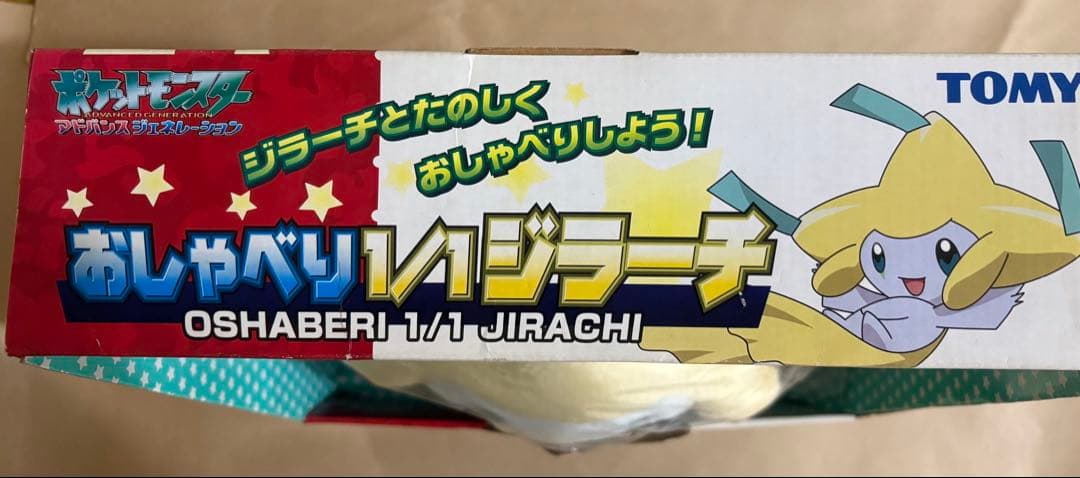 ポケットモンスター
ADVANCED GENERATION
アドバンスジェネレーション
ジラーチとたのしく
おしゃべりしよう!
TOMY
おしゃべり1/1ジラーチ
OSHABERI 1/1 JIRACHI